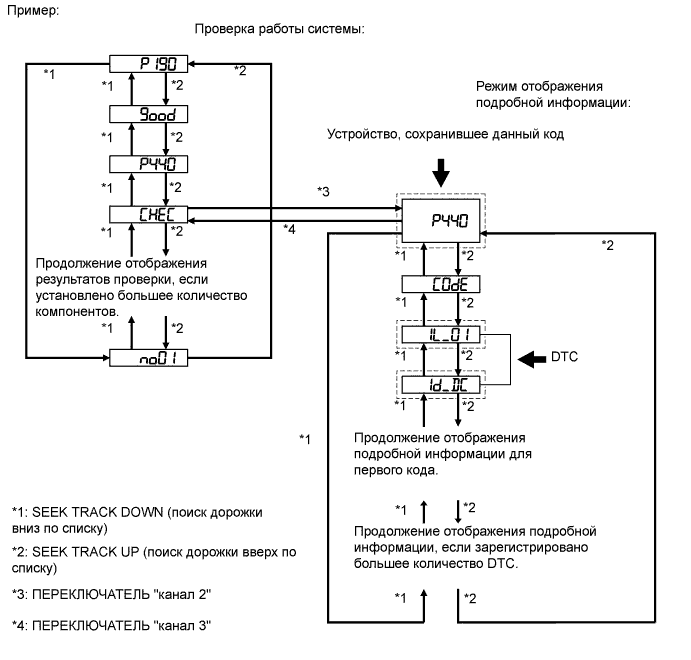 Пример:
Проверка работы системы:
*1
P190
*2
*1
*2
good
*1
*2
P440
*1
*2
CHEC
*1
*2
Продолжение отображения
результатов проверки, если
установлено большее количество
компонентов.
*1
*2
no01
Режим отображения
подробной информации:
Устройство, сохранившее данный код
*3
*4
P440
*2
*1
*2
COdE
*1
*2
1L_01
*1
*2
DTC
1d_DC
*1
*2
*1
Продолжение отображения
подробной информации для
первого кода.
*1
*2
Продолжение отображения подробной
информации, если зарегистрировано
большее количество DTC.
*1
*2
*1: SEEK TRACK DOWN (поиск дорожки
вниз по списку)
*2: SEEK TRACK UP (поиск дорожки вверх по
списку)
*3: ПЕРЕКЛЮЧАТЕЛЬ "канал 2"
*4: ПЕРЕКЛЮЧАТЕЛЬ "канал 3"